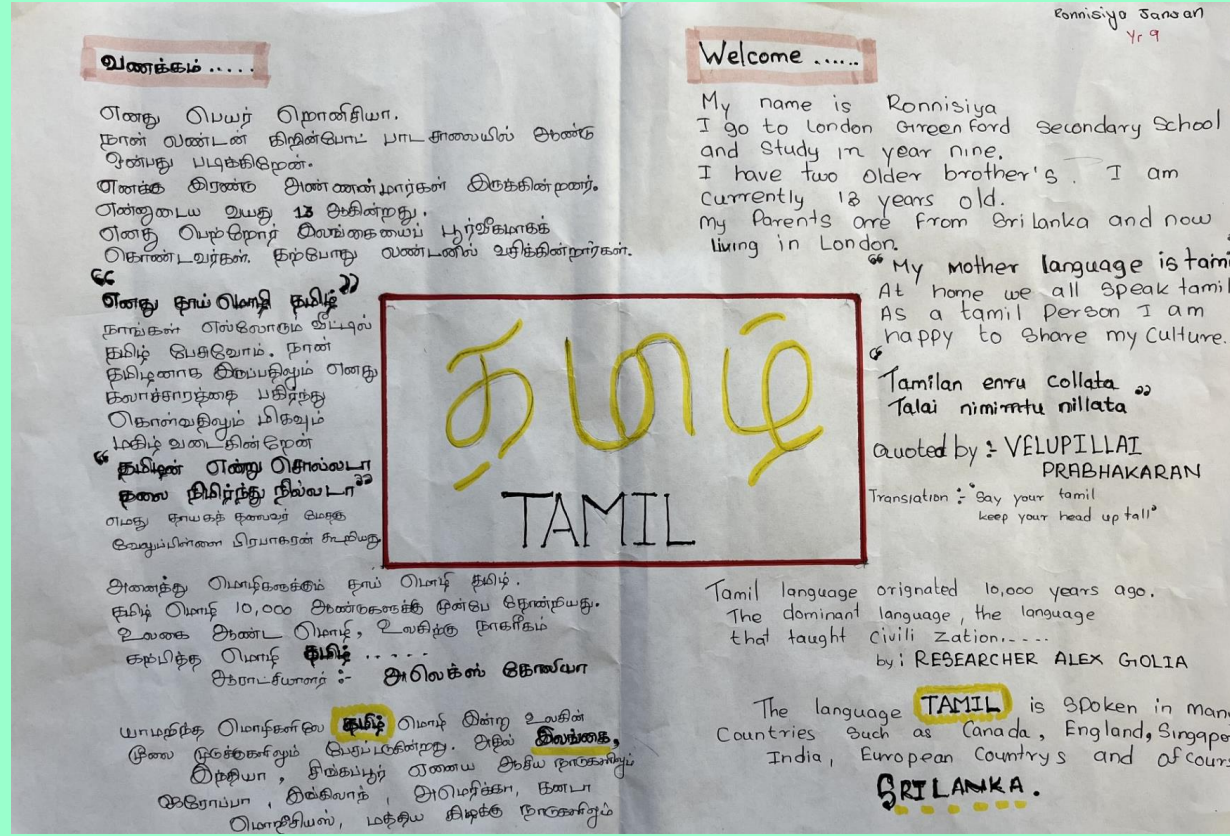 Ronnisiya Jansan
Yr 9
வணக்கம் .....
எனது பெயர் றொனிசியா.
நான் லண்டன் கிறின்போட் பாடசாலையில் ஆண்டு
ஒன்பது படிக்கிறேன்.
எனக்கு இரண்டு அண்ணன்மார்கள் இருக்கின்றனர்.
என்னுடைய வயது 13 ஆகின்றது.
எனது பெற்றோர் இலங்கையைப் பூர்வீகமாகக்
கொண்டவர்கள். தற்போது லண்டனில் வசிக்கின்றார்கள்.
“எனது தாய் மொழி தமிழ்”
நாங்கள் எல்லோரும் வீட்டில்
தமிழ் பேசுவோம். நான்
தமிழனாக இருப்பதிலும் எனது
கலாச்சாரத்தை பகிர்ந்து
கொள்வதிலும் மிகவும்
மகிழ்வடைகின்றேன்
“தமிழன் என்று சொல்லடா
தலை நிமிர்ந்து நில்லடா”
எமது தாயகத் தலைவர் மேதகு
வேலுப்பிள்ளை பிரபாகரன் கூறியது
அனைத்து மொழிகளுக்கும் தாய் மொழி தமிழ்.
தமிழ் மொழி 10,000 ஆண்டுகளுக்கு முன்பே தோன்றியது.
உலகை ஆண்ட மொழி, உலகிற்கு நாகரீகம்
கற்பித்த மொழி தமிழ் .....
ஆராட்சியாளர் :- அலெக்ஸ் கோலியா
யாமறிந்த மொழிகளிலே தமிழ் மொழி இன்று உலகின்
மூலை முடுக்குகளிலும் பேசப்படுகின்றது. அதில் இலங்கை,
இந்தியா, சிங்கப்பூர் ஏனைய ஆசிய நாடுகளிலும்
ஐரோப்பா, இங்கிலாந், அமெரிக்கா, கனடா
மொரீசியஸ், மத்திய கிழக்கு நாடுகளிலும்
தமிழ்
TAMIL
Welcome .....
My name is Ronnisiya
I go to London Greenford Secondary School
and Study in year nine.
I have two older brother's. I am
currently 13 years old.
my Parents are from Sri lanka and now
living in London.
“My mother language is tami
At home we all speak tamil
As a tamil person I am
happy to share my culture.
“Tamilan enru collata
Talai nimirntu nillata”
Quoted by :- VELUPILLAI
PRABHAKARAN
Translation :- "Say your tamil
keep your head up tall"
Tamil language orignated 10,000 years ago.
The dominant language, the language
that taught civili zation.....
by: RESEARCHER ALEX GOLIA
The language TAMIL is spoken in man
Countries such as Canada, England, Singapo
India, European Countrys and of cours
SRI LANKA.